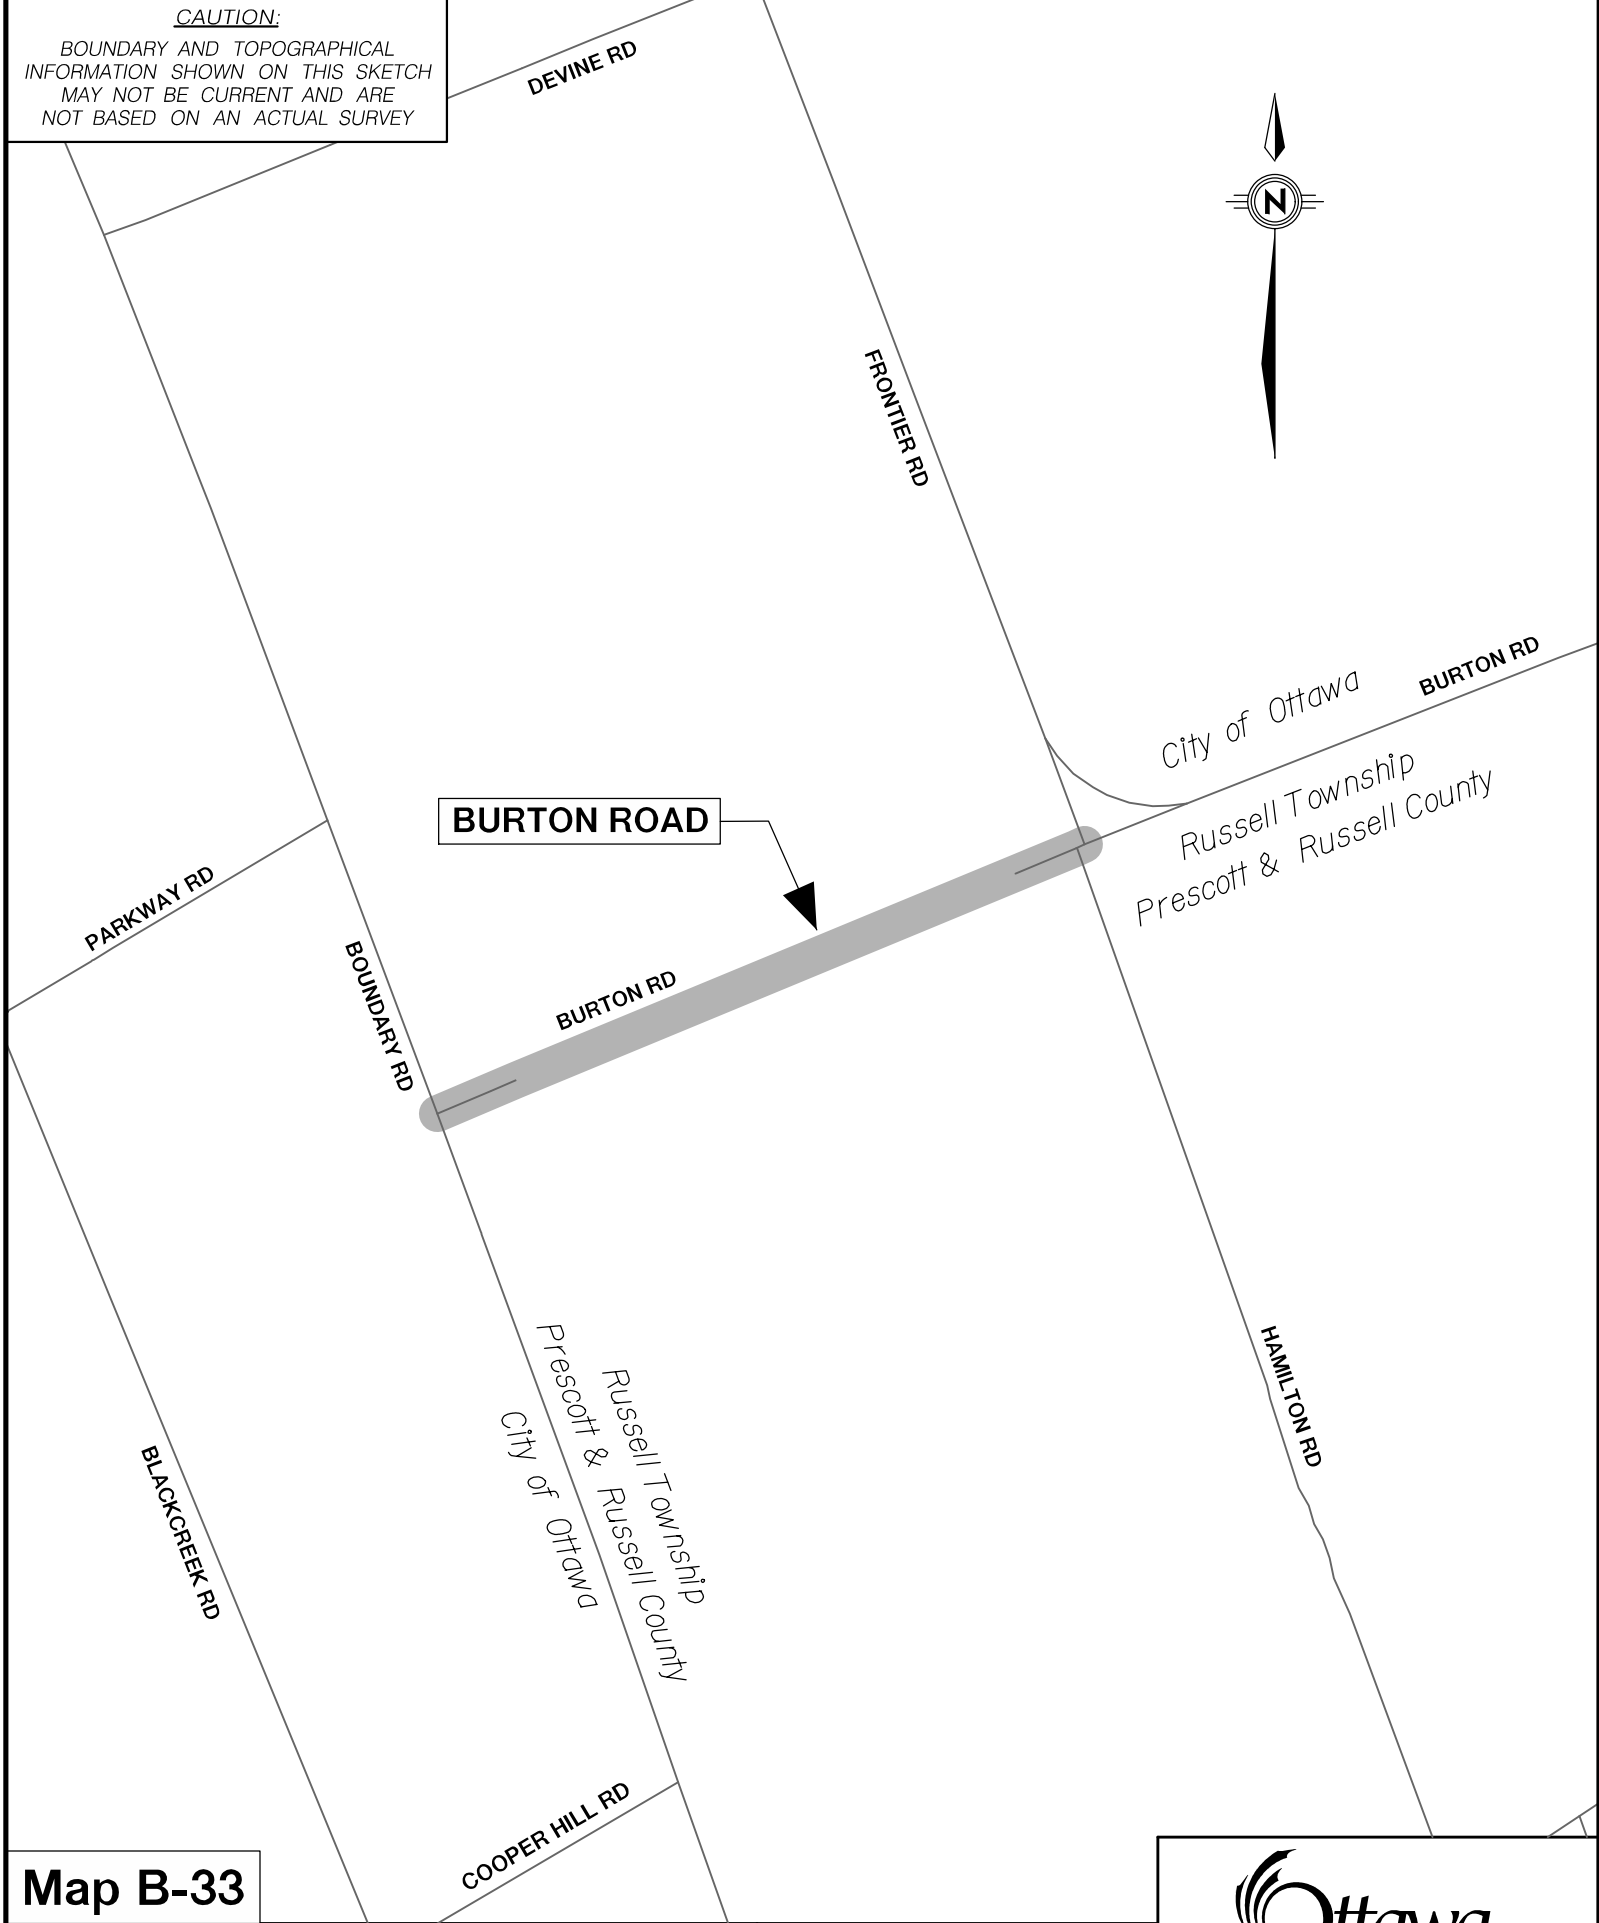 CAUTION:
BOUNDARY AND TOPOGRAPHICAL
INFORMATION SHOWN ON THIS SKETCH
MAY NOT BE CURRENT AND ARE
NOT BASED ON AN ACTUAL SURVEY
DEVINE RD
N
FRONTIER RD
BURTON RD
City of Ottawa
Russell Township
Prescott & Russell County
BURTON ROAD
PARKWAY RD
BOUNDARY RD
BURTON RD
HAMILTON RD
Russell Township
Prescott & Russell County
City of Ottawa
BLACKCREEK RD
COOPER HILL RD
Map B-33
Ottawa